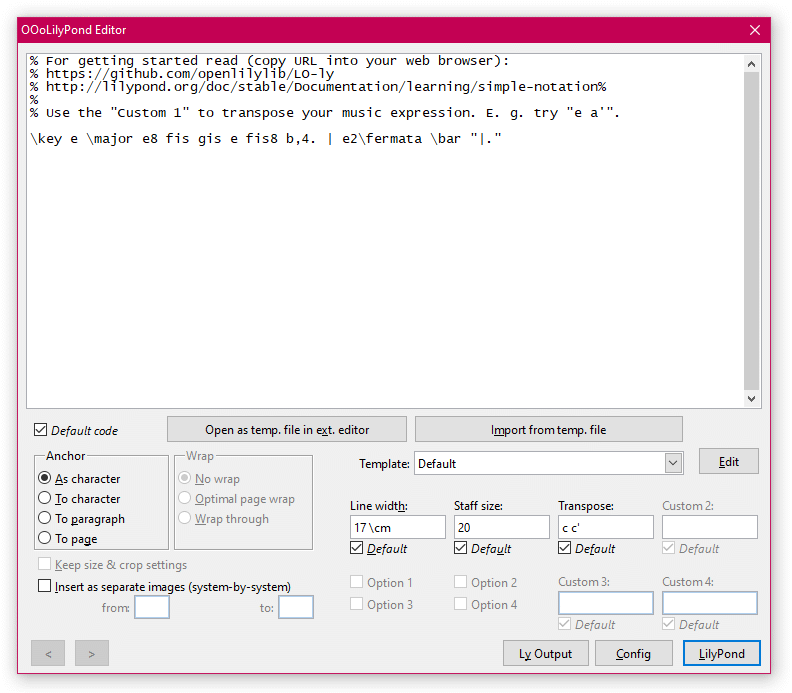 OOoLilyPond Editor
% For getting started read (copy URL into your web browser):
% https://github.com/openlilylib/LO-ly
% http://lilypond.org/doc/stable/Documentation/learning/simple-notation%
%
% Use the "Custom 1" to transpose your music expression. E. g. try "e a'".
\key e \major e8 fis gis e fis8 b,4. | e2\fermata \bar "|."
Default code
Open as temp. file in ext. editor
Import from temp. file
Anchor
Wrap
Template:
Default
Edit
As character
No wrap
To character
Optimal page wrap
To paragraph
Wrap through
To page
Line width:
Staff size:
Transpose:
Custom 2:
17 \cm
20
c c'
Default
Default
Default
Default
Keep size & crop settings
Insert as separate images (system-by-system)
from:
to:
Option 1
Option 2
Custom 3:
Custom 4:
Option 3
Option 4
Default
Default
<
>
Ly Output
Config
LilyPond